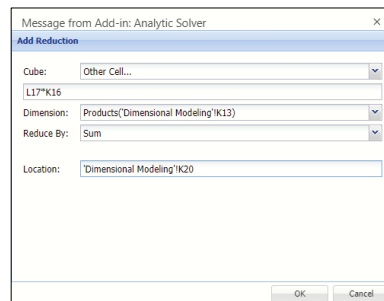 Message from Add-in: Analytic Solver
Add Reduction
Cube: Other Cell...
L17*K16
Dimension: Products('Dimensional Modeling'!K13)
Reduce By: Sum
Location: 'Dimensional Modeling'!K20
OK Cancel